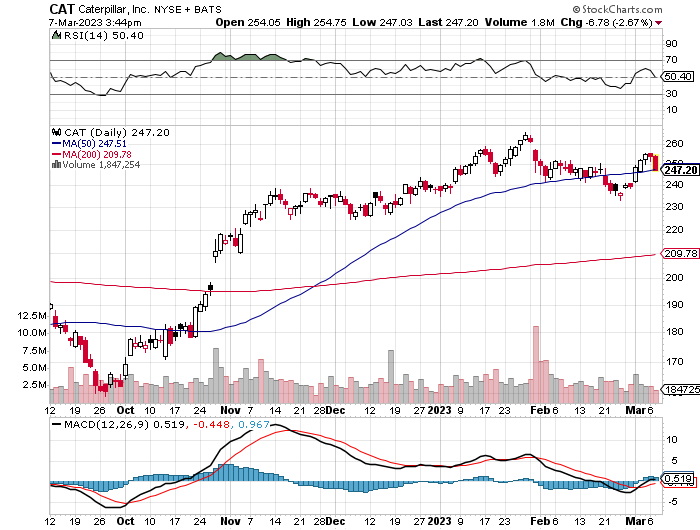 CAT Caterpillar, Inc. NYSE + BATS © StockCharts.com
7-Mar-2023 3:44pm Open 254.05 High 254.75 Low 247.03 Last 247.20 Volume 1.8M Chg -6.78 (-2.67%)
RSI(14) 50.40
90
70
50.40
30
10
CAT (Daily) 247.20
MA(50) 247.51
MA(200) 209.78
Volume 1,847,254
260
250
247.20
240
230
220
209.78
200
190
180
170
160
12.5M
10.0M
7.5M
5.0M
2.5M
1847254
12 19 26 Oct 10 17 24 Nov 7 14 21 28 Dec 12 19 27 2023 9 17 23 Feb 6 13 21 Mar 6
MACD(12,26,9) 0.519, -0.448, 0.967
10
5
0.519
-5
12 19 26 Oct 10 17 24 Nov 7 14 21 28 Dec 12 19 27 2023 9 17 23 Feb 6 13 21 Mar 6